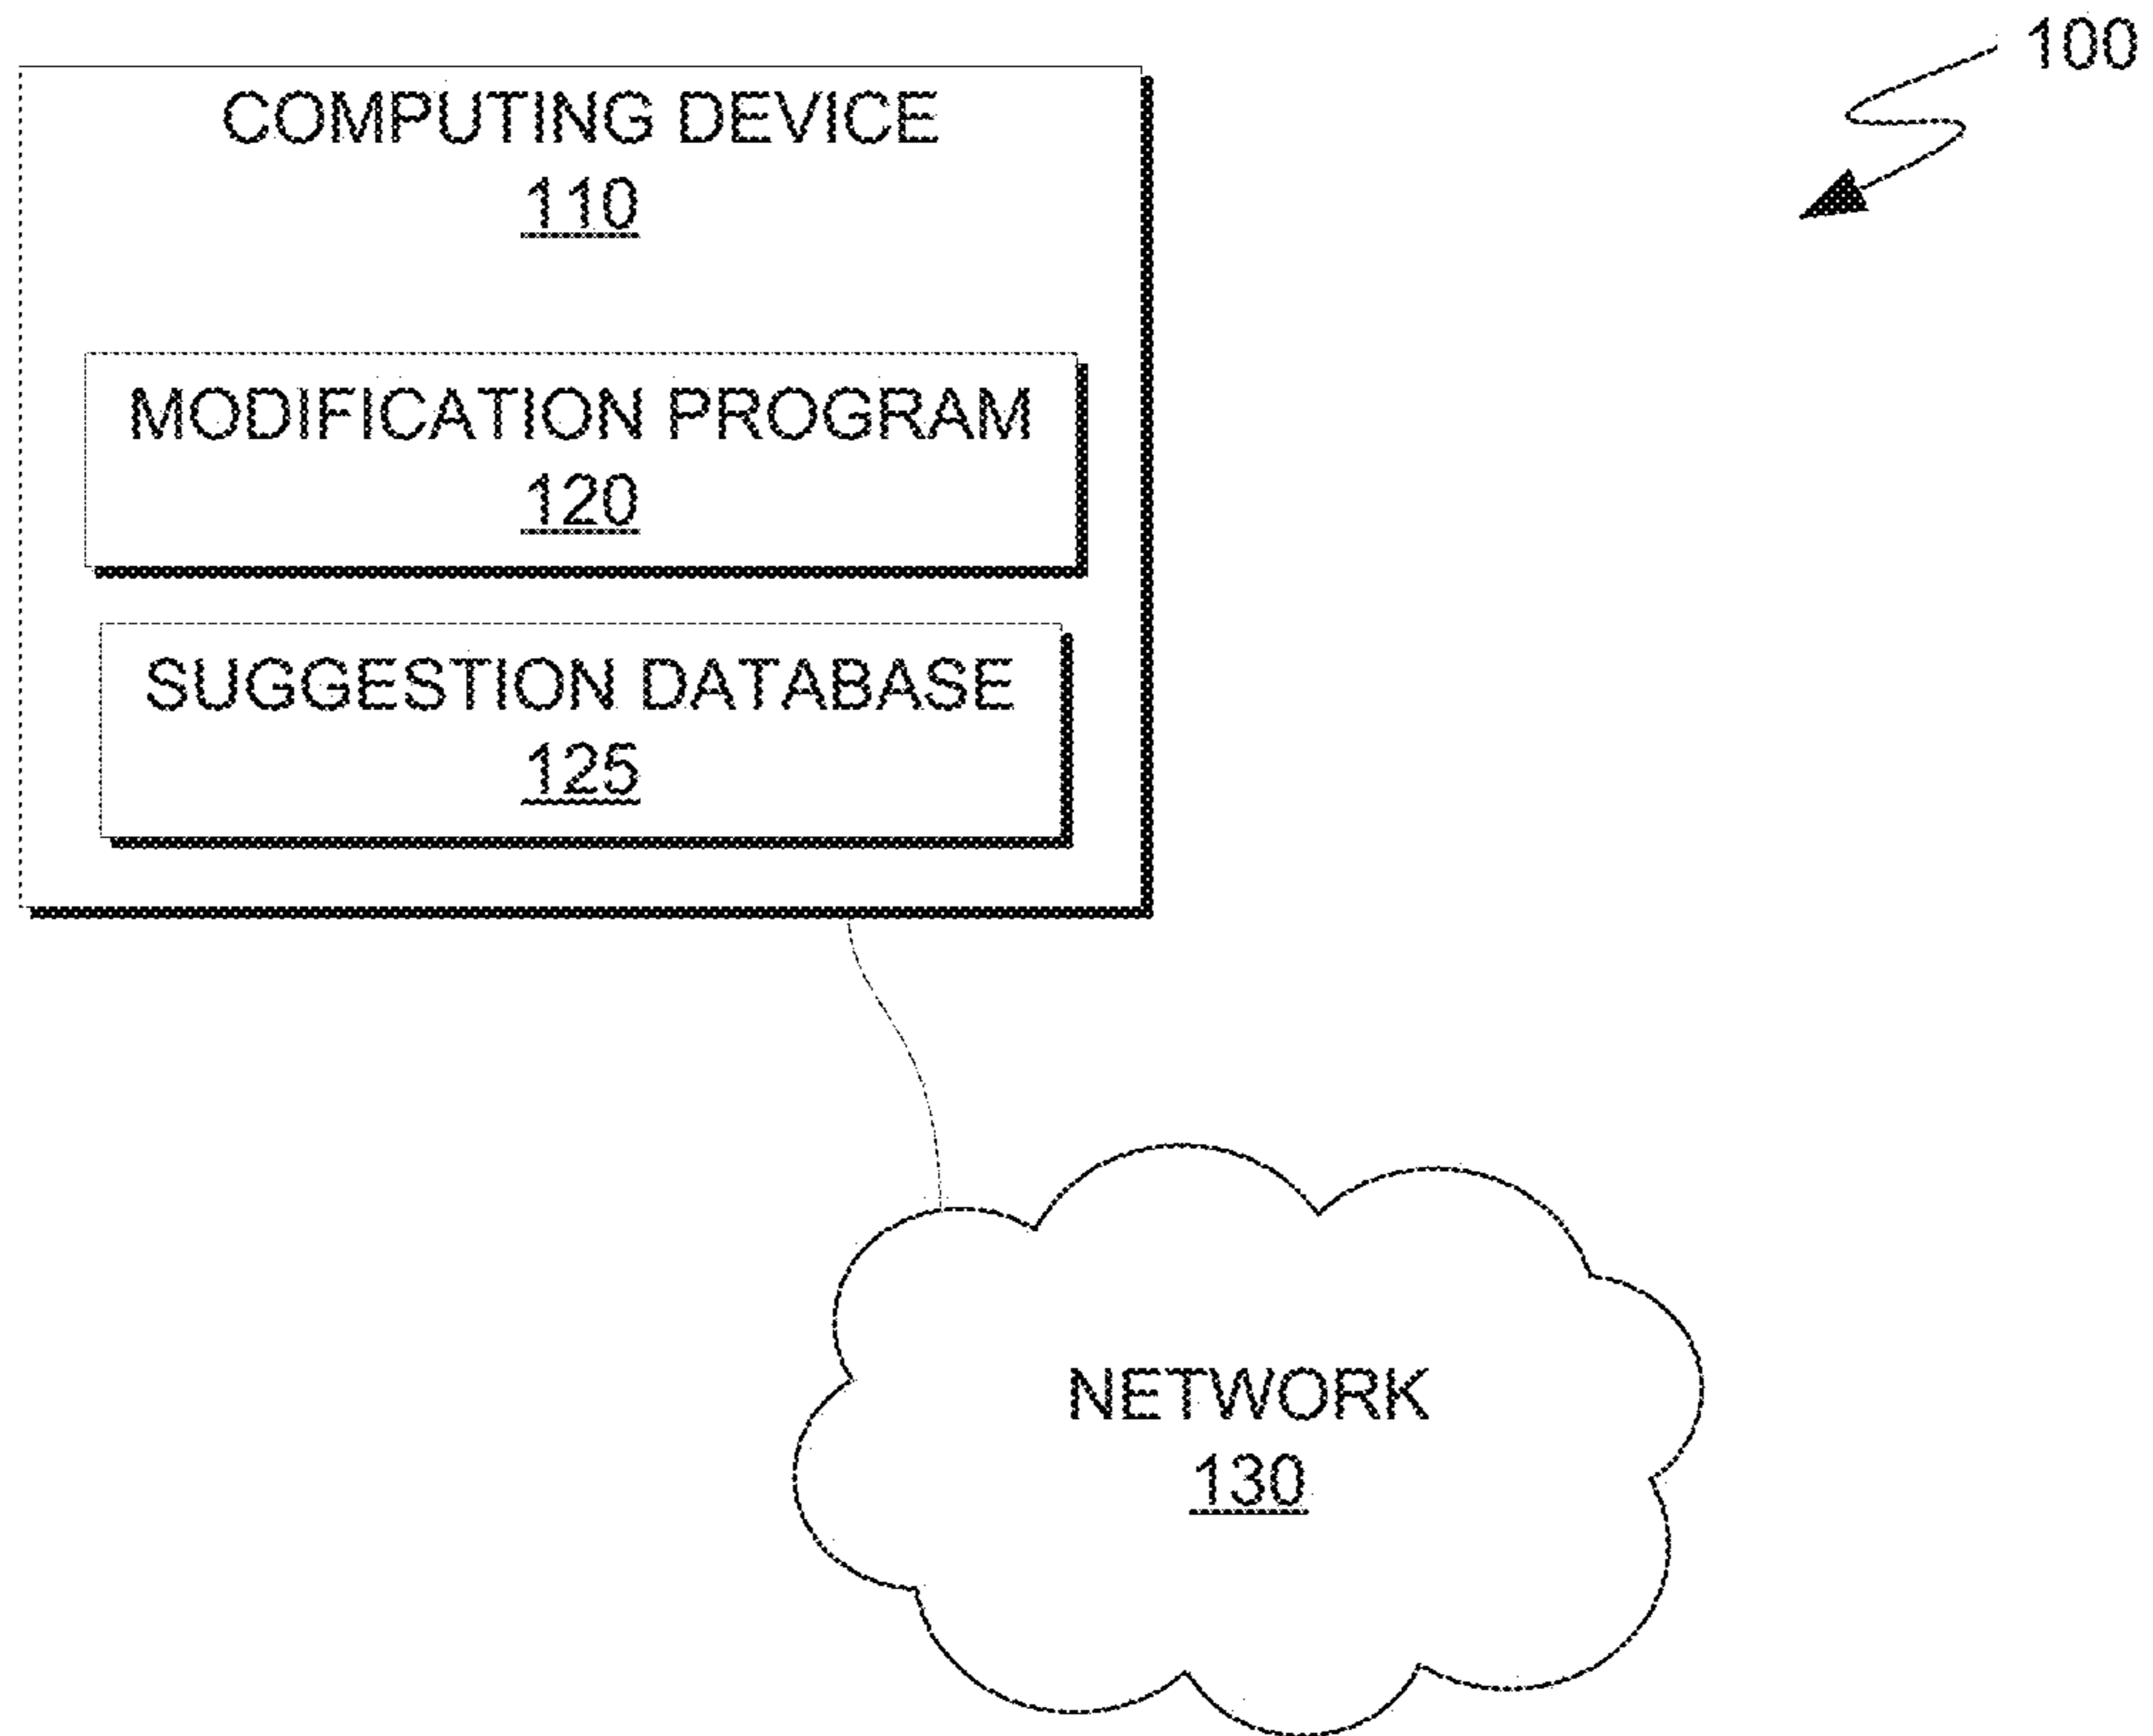 100
COMPUTING DEVICE
110
MODIFICATION PROGRAM
120
SUGGESTION DATABASE
125
NETWORK
130